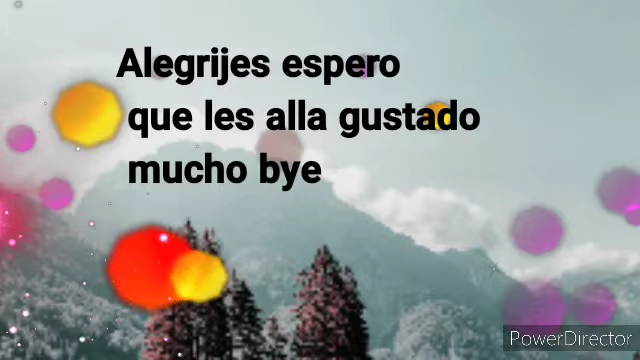 Alegrijes espero
que les alla gustado
mucho bye
PowerDirector